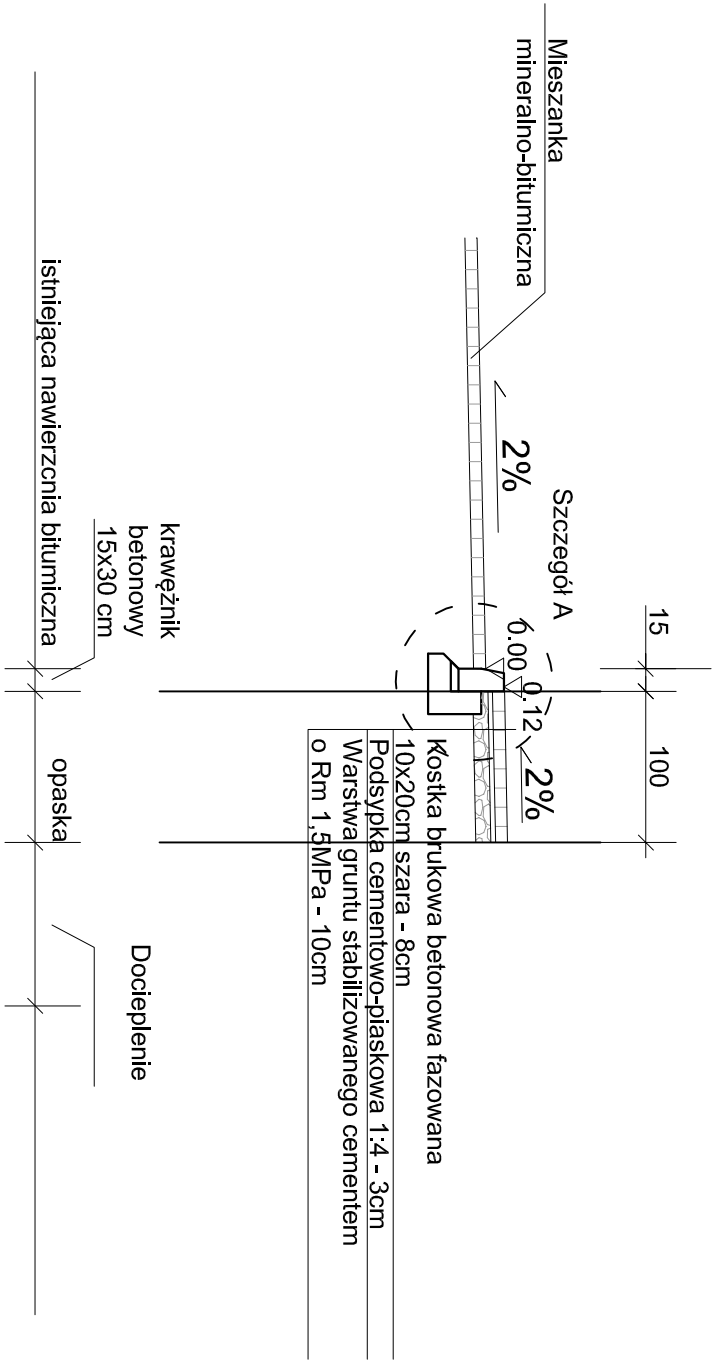 Mieszanka
mineralno-bitumiczna
2%
Szczegół A
15
100
0.00
0.12
2%
Kostka brukowa betonowa fazowana
10x20cm szara - 8cm
Podsypka cementowo-piaskowa 1:4 - 3cm
Warstwa gruntu stabilizowanego cementem
o Rm 1,5MPa - 10cm
krawężnik
betonowy
15x30 cm
Docieplenie
istniejąca nawierzcnia bitumiczna
opaska